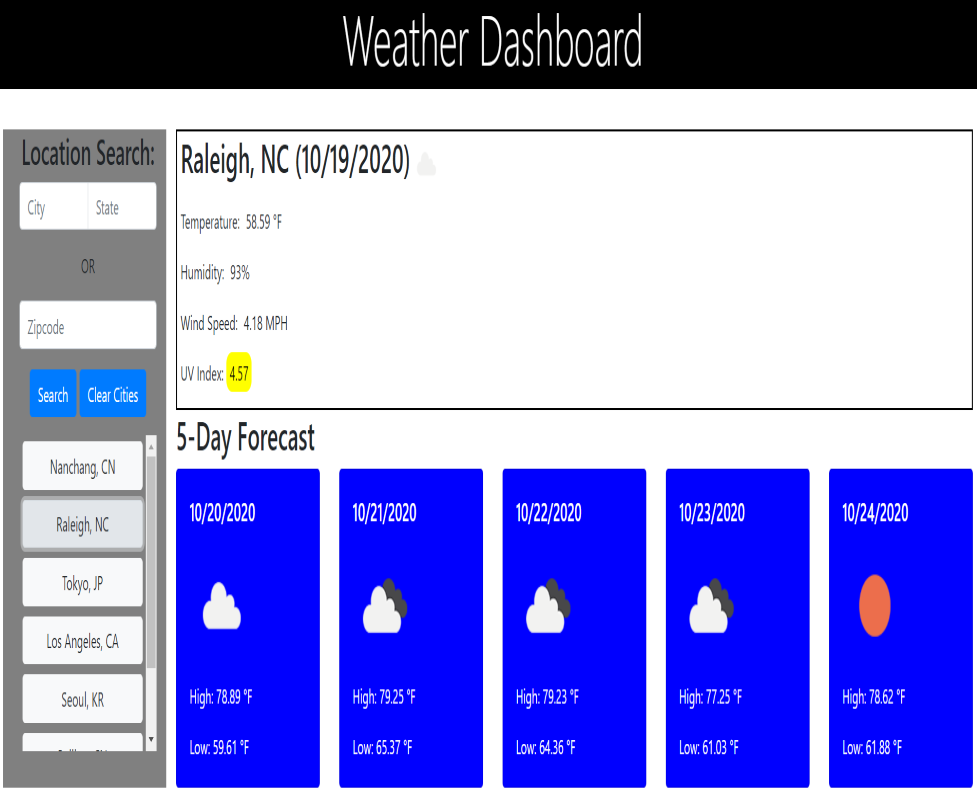 Weather Dashboard
Location Search:
City State
OR
Zipcode
Search Clear Cities
Nanchang, CN
Raleigh, NC
Tokyo, JP
Los Angeles, CA
Seoul, KR
Raleigh, NC (10/19/2020)
Temperature: 58.59 °F
Humidity: 93%
Wind Speed: 4.18 MPH
UV Index: 4.57
5-Day Forecast
10/20/2020
High: 78.89 °F
Low: 59.61 °F
10/21/2020
High: 79.25 °F
Low: 65.37 °F
10/22/2020
High: 79.23 °F
Low: 64.36 °F
10/23/2020
High: 77.25 °F
Low: 61.03 °F
10/24/2020
High: 78.62 °F
Low: 61.88 °F